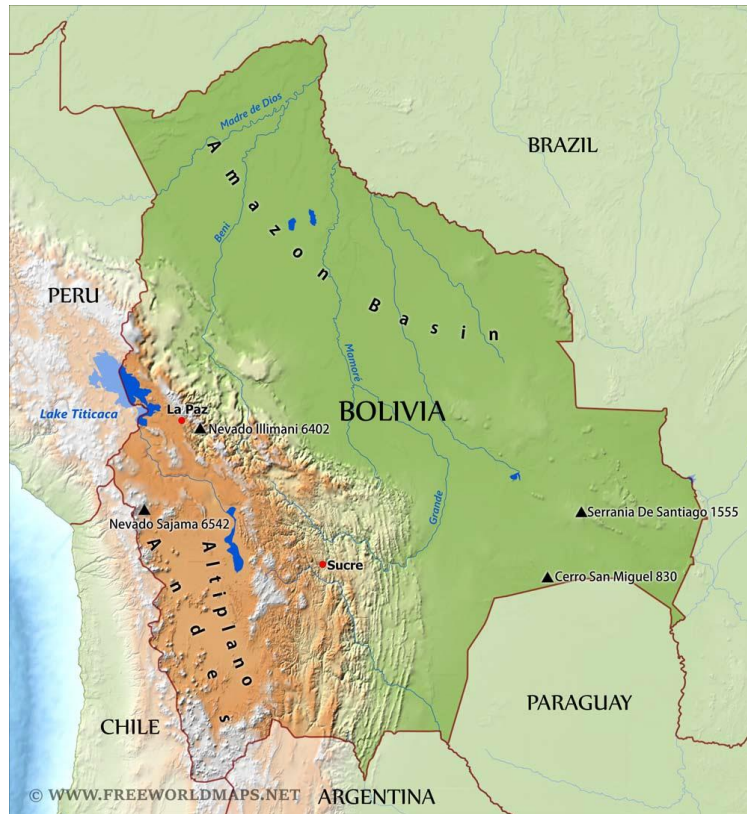 Madre de Dios
BRAZIL
Amazon Basin
Beni
PERU
Mamoré
Lake Titicaca
La Paz
BOLIVIA
Nevado Illimani 6402
Grande
Nevado Sajama 6542
Serrania De Santiago 1555
Andes
Altiplano
Sucre
Cerro San Miguel 830
PARAGUAY
CHILE
© WWW.FREEWORLDMAPS.NET
ARGENTINA